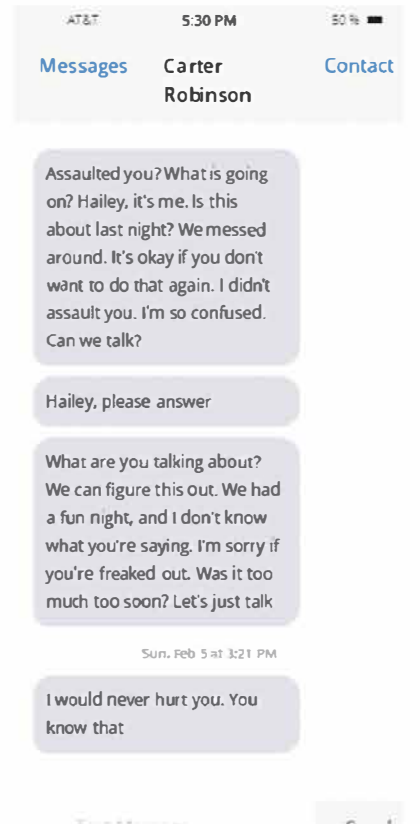 AT&T 5:30 PM 50%
Messages Carter Contact
Robinson
Assaulted you? What is going
on? Hailey, it's me. Is this
about last night? We messed
around. It's okay if you don't
want to do that again. I didn't
assault you. I'm so confused.
Can we talk?
Hailey, please answer
What are you talking about?
We can figure this out. We had
a fun night, and I don't know
what you're saying. I'm sorry if
you're freaked out. Was it too
much too soon? Let's just talk
Sun. Feb 5 at 3:21 PM
I would never hurt you. You
know that